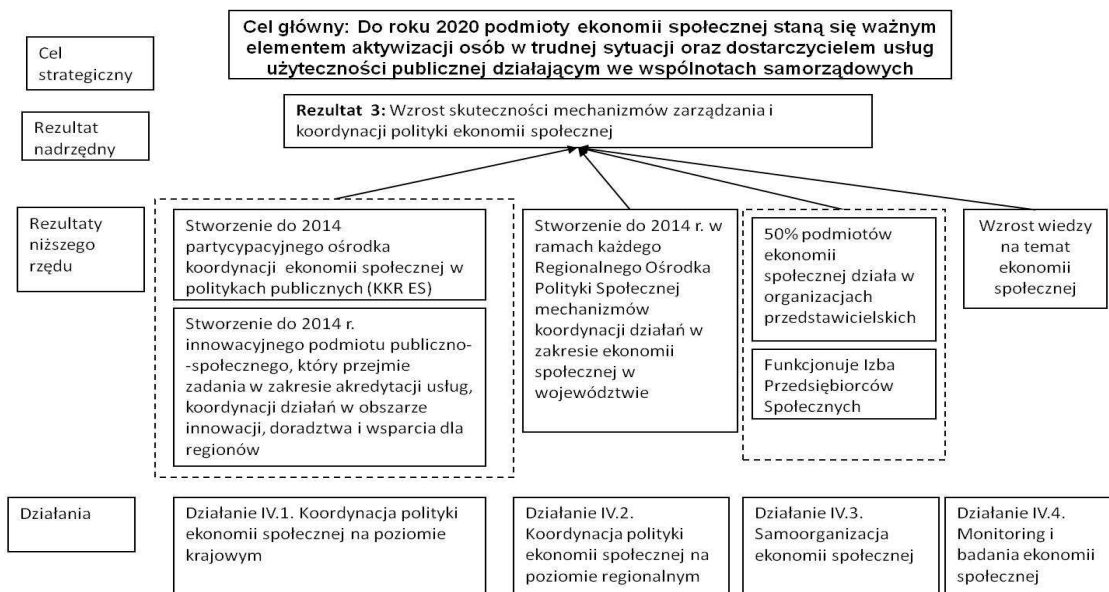 Cel główny: Do roku 2020 podmioty ekonomii społecznej staną się ważnym
elementem aktywizacji osób w trudnej sytuacji oraz dostarczycielem usług
użyteczności publicznej działającym we wspólnotach samorządowych
Cel
strategiczny
Rezultat 3: Wzrost skuteczności mechanizmów zarządzania i
koordynacji polityki ekonomii społecznej
Rezultat
nadrzędny
Rezultaty
niższego
rzędu
Stworzenie do 2014
partycypacyjnego ośrodka
koordynacji ekonomii społecznej w
politykach publicznych (KKR ES)
Stworzenie do 2014 r.
innowacyjnego podmiotu publiczno-
-społecznego, który przejmie
zadania w zakresie akredytacji usług,
koordynacji działań w obszarze
innowacji, doradztwa i wsparcia dla
regionów
Stworzenie do 2014 r. w
ramach każdego
Regionalnego Ośrodka
Polityki Społecznej
mechanizmów
koordynacji działań w
zakresie ekonomii
społecznej w
województwie
50% podmiotów
ekonomii
społecznej działa w
organizacjach
przedstawicielskich
Funkcjonuje Izba
Przedsiębiorców
Społecznych
Wzrost wiedzy
na temat
ekonomii
społecznej
Działania
Działanie IV.1. Koordynacja polityki
ekonomii społecznej na poziomie
krajowym
Działanie IV.2.
Koordynacja polityki
ekonomii społecznej na
poziomie regionalnym
Działanie IV.3.
Samoorganizacja
ekonomii społecznej
Działanie IV.4.
Monitoring i
badania ekonomii
społecznej